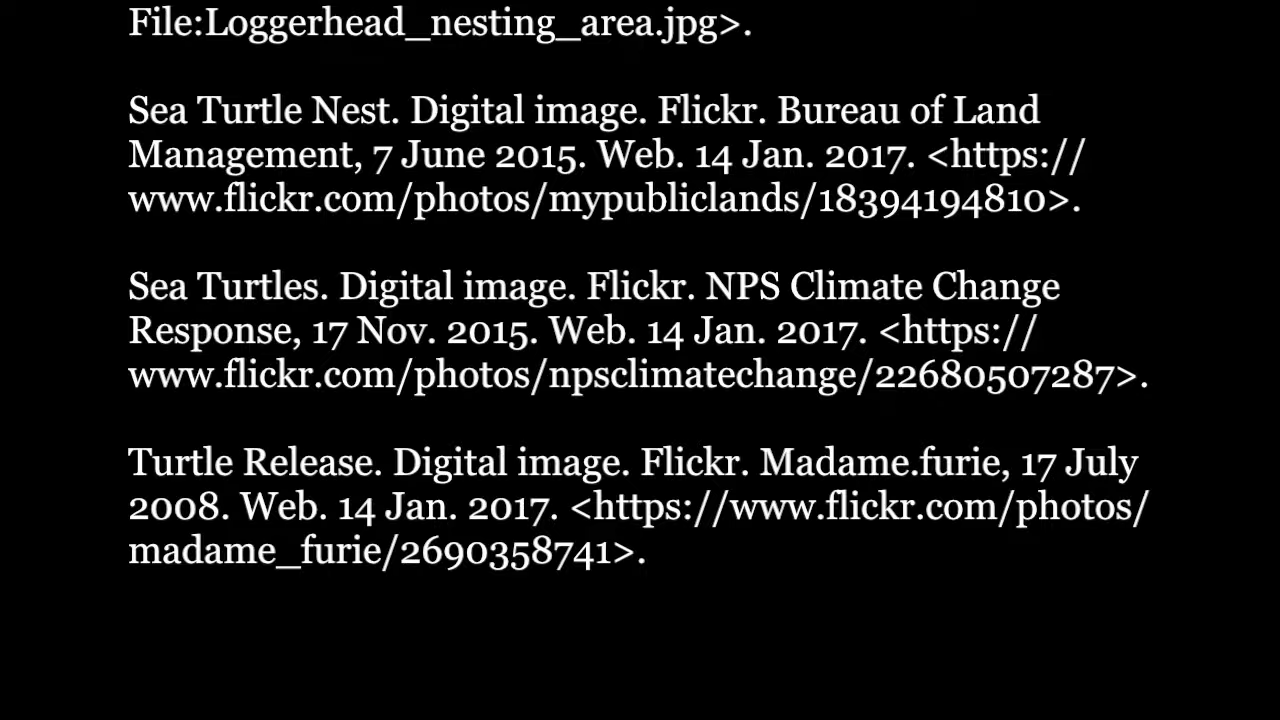 File:Loggerhead_nesting_area.jpg>.
Sea Turtle Nest. Digital image. Flickr. Bureau of Land
Management, 7 June 2015. Web. 14 Jan. 2017. <https://
www.flickr.com/photos/mypubliclands/18394194810>.
Sea Turtles. Digital image. Flickr. NPS Climate Change
Response, 17 Nov. 2015. Web. 14 Jan. 2017. <https://
www.flickr.com/photos/npsclimatechange/22680507287>.
Turtle Release. Digital image. Flickr. Madame.furie, 17 July
2008. Web. 14 Jan. 2017. <https://www.flickr.com/photos/
madame_furie/2690358741>.